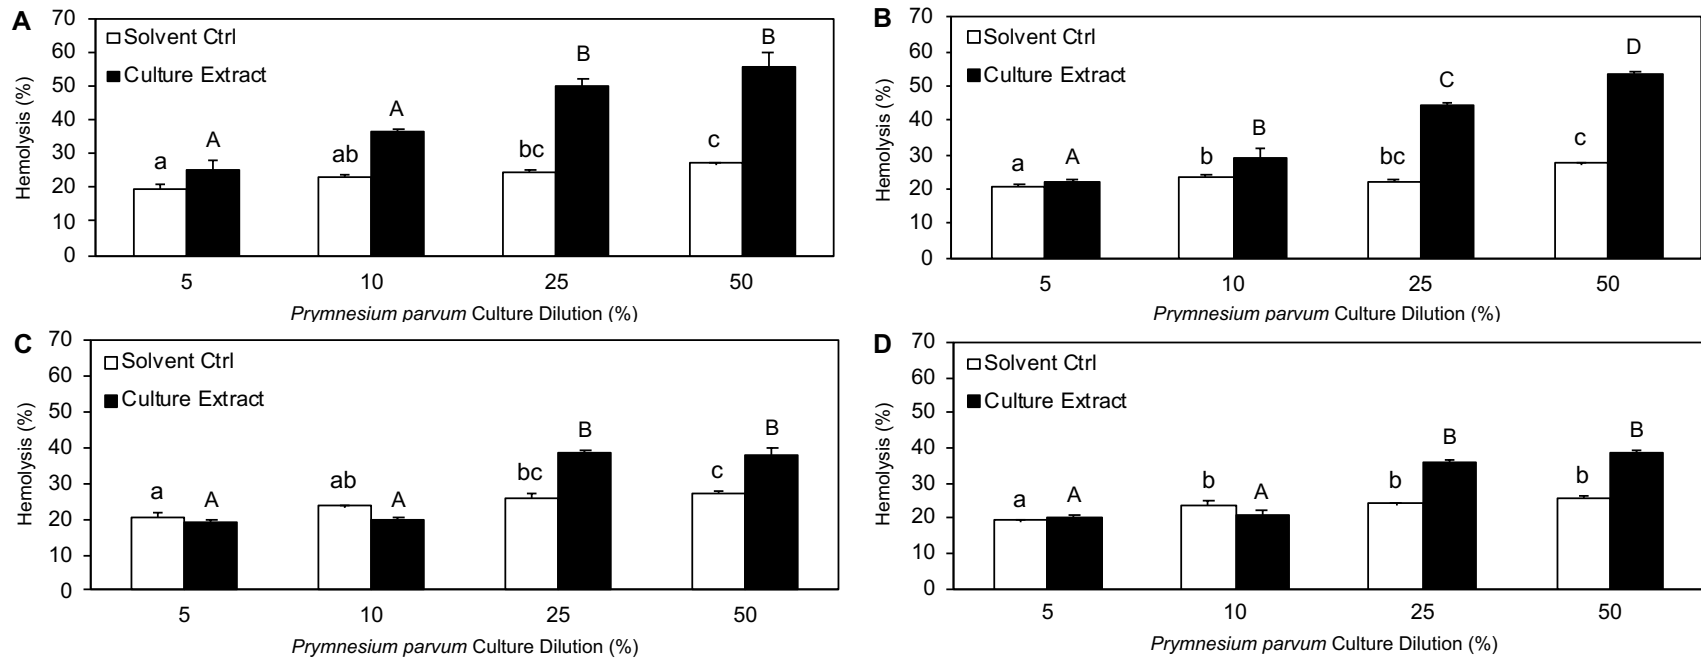 A
70
60
50
40
30
20
10
0
Hemolysis (%)
Solvent Ctrl
Culture Extract
a A ab A bc B c B
5 10 25 50
Prymnesium parvum Culture Dilution (%)
B
70
60
50
40
30
20
10
0
Hemolysis (%)
Solvent Ctrl
Culture Extract
a A b B bc C c D
5 10 25 50
Prymnesium parvum Culture Dilution (%)
C
70
60
50
40
30
20
10
0
Hemolysis (%)
Solvent Ctrl
Culture Extract
a A ab A bc B c B
5 10 25 50
Prymnesium parvum Culture Dilution (%)
D
70
60
50
40
30
20
10
0
Hemolysis (%)
Solvent Ctrl
Culture Extract
a A b A b B b B
5 10 25 50
Prymnesium parvum Culture Dilution (%)